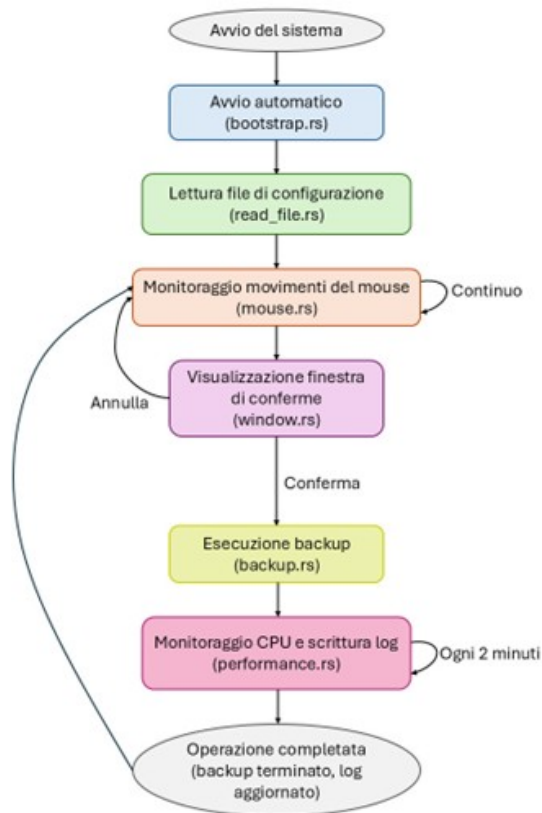 Avvio del sistema
Avvio automatico
(bootstrap.rs)
Lettura file di configurazione
(read_file.rs)
Monitoraggio movimenti del mouse
(mouse.rs)
Continuo
Visualizzazione finestra
di conferme
(window.rs)
Annulla
Conferma
Esecuzione backup
(backup.rs)
Monitoraggio CPU e scrittura log
(performance.rs)
Ogni 2 minuti
Operazione completata
(backup terminato, log
aggiornato)